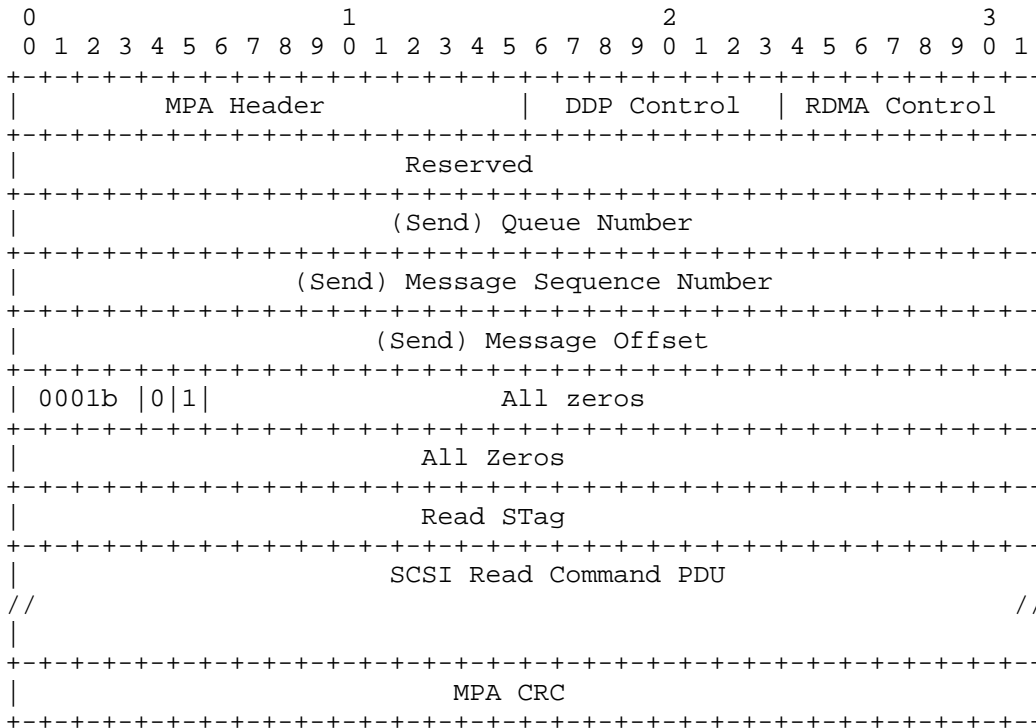 0                   1                   2                   3
 0 1 2 3 4 5 6 7 8 9 0 1 2 3 4 5 6 7 8 9 0 1 2 3 4 5 6 7 8 9 0 1
+-+-+-+-+-+-+-+-+-+-+-+-+-+-+-+-+-+-+-+-+-+-+-+-+-+-+-+-+-+-+-+--
|         MPA Header            |  DDP Control  | RDMA Control
+-+-+-+-+-+-+-+-+-+-+-+-+-+-+-+-+-+-+-+-+-+-+-+-+-+-+-+-+-+-+-+--
|                        Reserved
+-+-+-+-+-+-+-+-+-+-+-+-+-+-+-+-+-+-+-+-+-+-+-+-+-+-+-+-+-+-+-+--
|                       (Send) Queue Number
+-+-+-+-+-+-+-+-+-+-+-+-+-+-+-+-+-+-+-+-+-+-+-+-+-+-+-+-+-+-+-+--
|                 (Send) Message Sequence Number
+-+-+-+-+-+-+-+-+-+-+-+-+-+-+-+-+-+-+-+-+-+-+-+-+-+-+-+-+-+-+-+--
|                      (Send) Message Offset
+-+-+-+-+-+-+-+-+-+-+-+-+-+-+-+-+-+-+-+-+-+-+-+-+-+-+-+-+-+-+-+--
| 0001b |0|1|                  All zeros
+-+-+-+-+-+-+-+-+-+-+-+-+-+-+-+-+-+-+-+-+-+-+-+-+-+-+-+-+-+-+-+--
|                         All Zeros
+-+-+-+-+-+-+-+-+-+-+-+-+-+-+-+-+-+-+-+-+-+-+-+-+-+-+-+-+-+-+-+--
|                         Read STag
+-+-+-+-+-+-+-+-+-+-+-+-+-+-+-+-+-+-+-+-+-+-+-+-+-+-+-+-+-+-+-+--
|                       SCSI Read Command PDU
//                                                             //
|
+-+-+-+-+-+-+-+-+-+-+-+-+-+-+-+-+-+-+-+-+-+-+-+-+-+-+-+-+-+-+-+--
|                           MPA CRC
+-+-+-+-+-+-+-+-+-+-+-+-+-+-+-+-+-+-+-+-+-+-+-+-+-+-+-+-+-+-+-+--